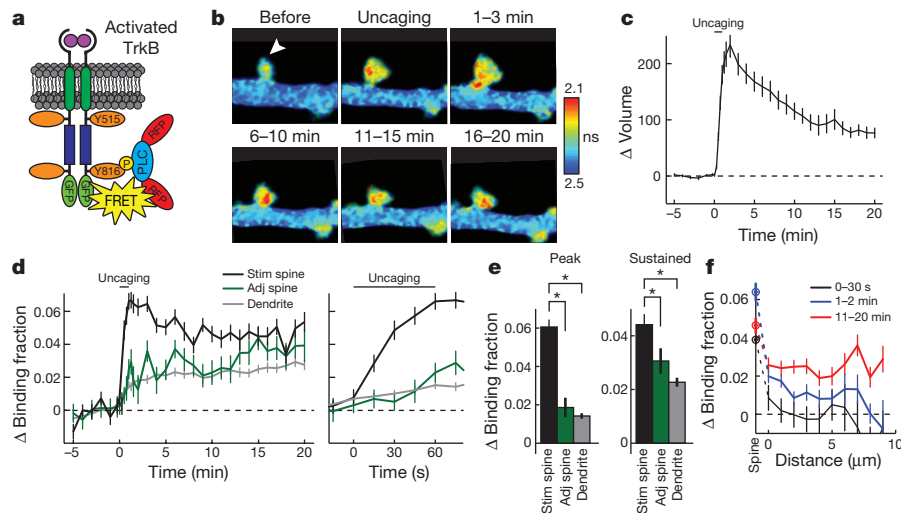 a
Activated
TrkB
Y515
Y816
P
PLC
RFP
RFP
GFP
GFP
FRET
b
Before
Uncaging
1–3 min
6–10 min
11–15 min
16–20 min
2.1
ns
2.5
c
Uncaging
Δ Volume
200
100
0
–5 0 5 10 15 20
Time (min)
d
Uncaging
Stim spine
Adj spine
Dendrite
Δ Binding fraction
0.06
0.04
0.02
0
–5 0 5 10 15 20
Time (min)
Uncaging
0 30 60
Time (s)
e
Peak
*
*
Δ Binding fraction
0.06
0.04
0.02
0
Stim spine
Adj spine
Dendrite
Sustained
*
*
0.04
0.02
0
Stim spine
Adj spine
Dendrite
f
0–30 s
1–2 min
11–20 min
Δ Binding fraction
0.06
0.04
0.02
0
Spine
0 5
Distance (μm)